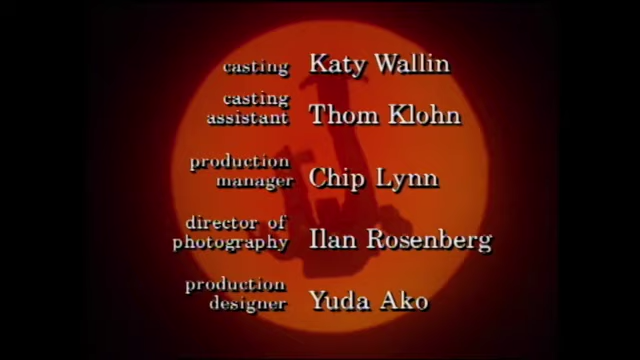 casting Katy Wallin
casting
assistant Thom Klohn
production
manager Chip Lynn
director of
photography Ilan Rosenberg
production
designer Yuda Ako